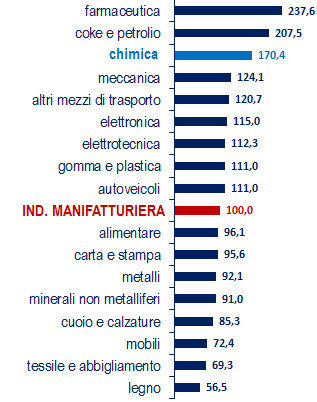 farmaceutica 237,6
coke e petrolio 207,5
chimica 170,4
meccanica 124,1
altri mezzi di trasporto 120,7
elettronica 115,0
elettrotecnica 112,3
gomma e plastica 111,0
autoveicoli 111,0
IND. MANIFATTURIERA 100,0
alimentare 96,1
carta e stampa 95,6
metalli 92,1
minerali non metalliferi 91,0
cuoio e calzature 85,3
mobili 72,4
tessile e abbigliamento 69,3
legno 56,5